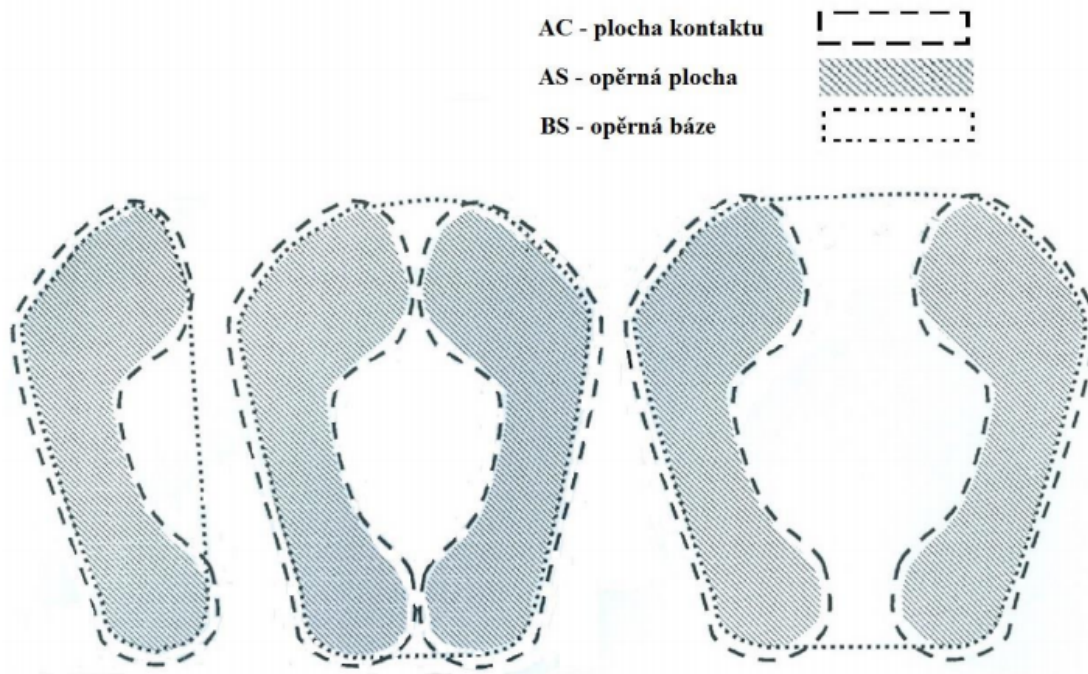 AC - plocha kontaktu
AS - opěrná plocha
BS - opěrná báze